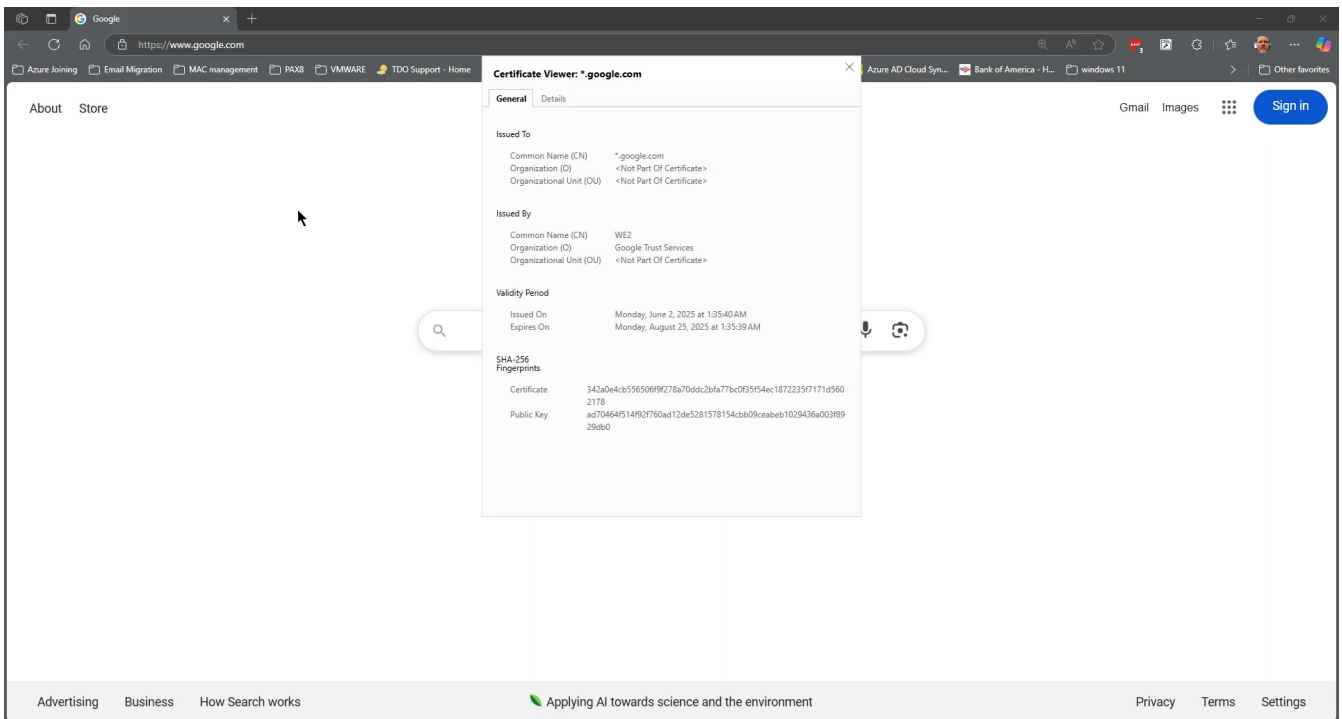 Google
https://www.google.com
3
Azure Joining Email Migration MAC management PAX8 VMWARE TDO Support - Home Azure AD Cloud Syn... Bank of America - H... windows 11 Other favorites
Certificate Viewer: *.google.com
General Details
About Store
Gmail Images Sign in
Issued To
Common Name (CN) *.google.com
Organization (O) <Not Part Of Certificate>
Organizational Unit (OU) <Not Part Of Certificate>
Issued By
Common Name (CN) WE2
Organization (O) Google Trust Services
Organizational Unit (OU) <Not Part Of Certificate>
Validity Period
Issued On Monday, June 2, 2025 at 1:35:40 AM
Expires On Monday, August 25, 2025 at 1:35:39 AM
SHA-256
Fingerprints
Certificate 342a0e4cb556506f9f278a70ddc2bfa77bc0f35f54ec1872235f7171d560
2178
Public Key ad70464f514f92f760ad12de5281578154cbb09ceabeb1029436a003f89
29db0
Advertising Business How Search works Applying AI towards science and the environment Privacy Terms Settings